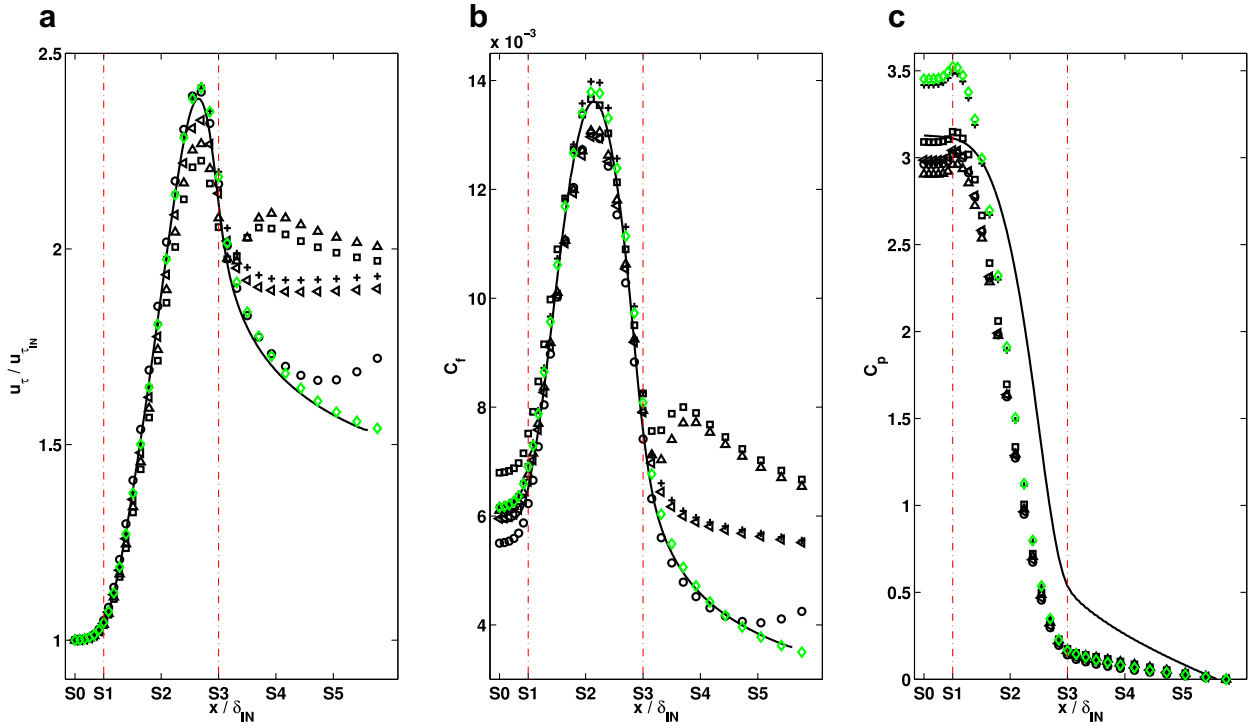 a
2.5
2
1.5
1
u_τ / u_τ_IN
S0 S1 S2 S3 S4 S5
x / δ_IN
b
x 10⁻³
14
12
10
8
6
4
C_f
S0 S1 S2 S3 S4 S5
x / δ_IN
c
3.5
3
2.5
2
1.5
1
0.5
0
C_p
S0 S1 S2 S3 S4 S5
x / δ_IN